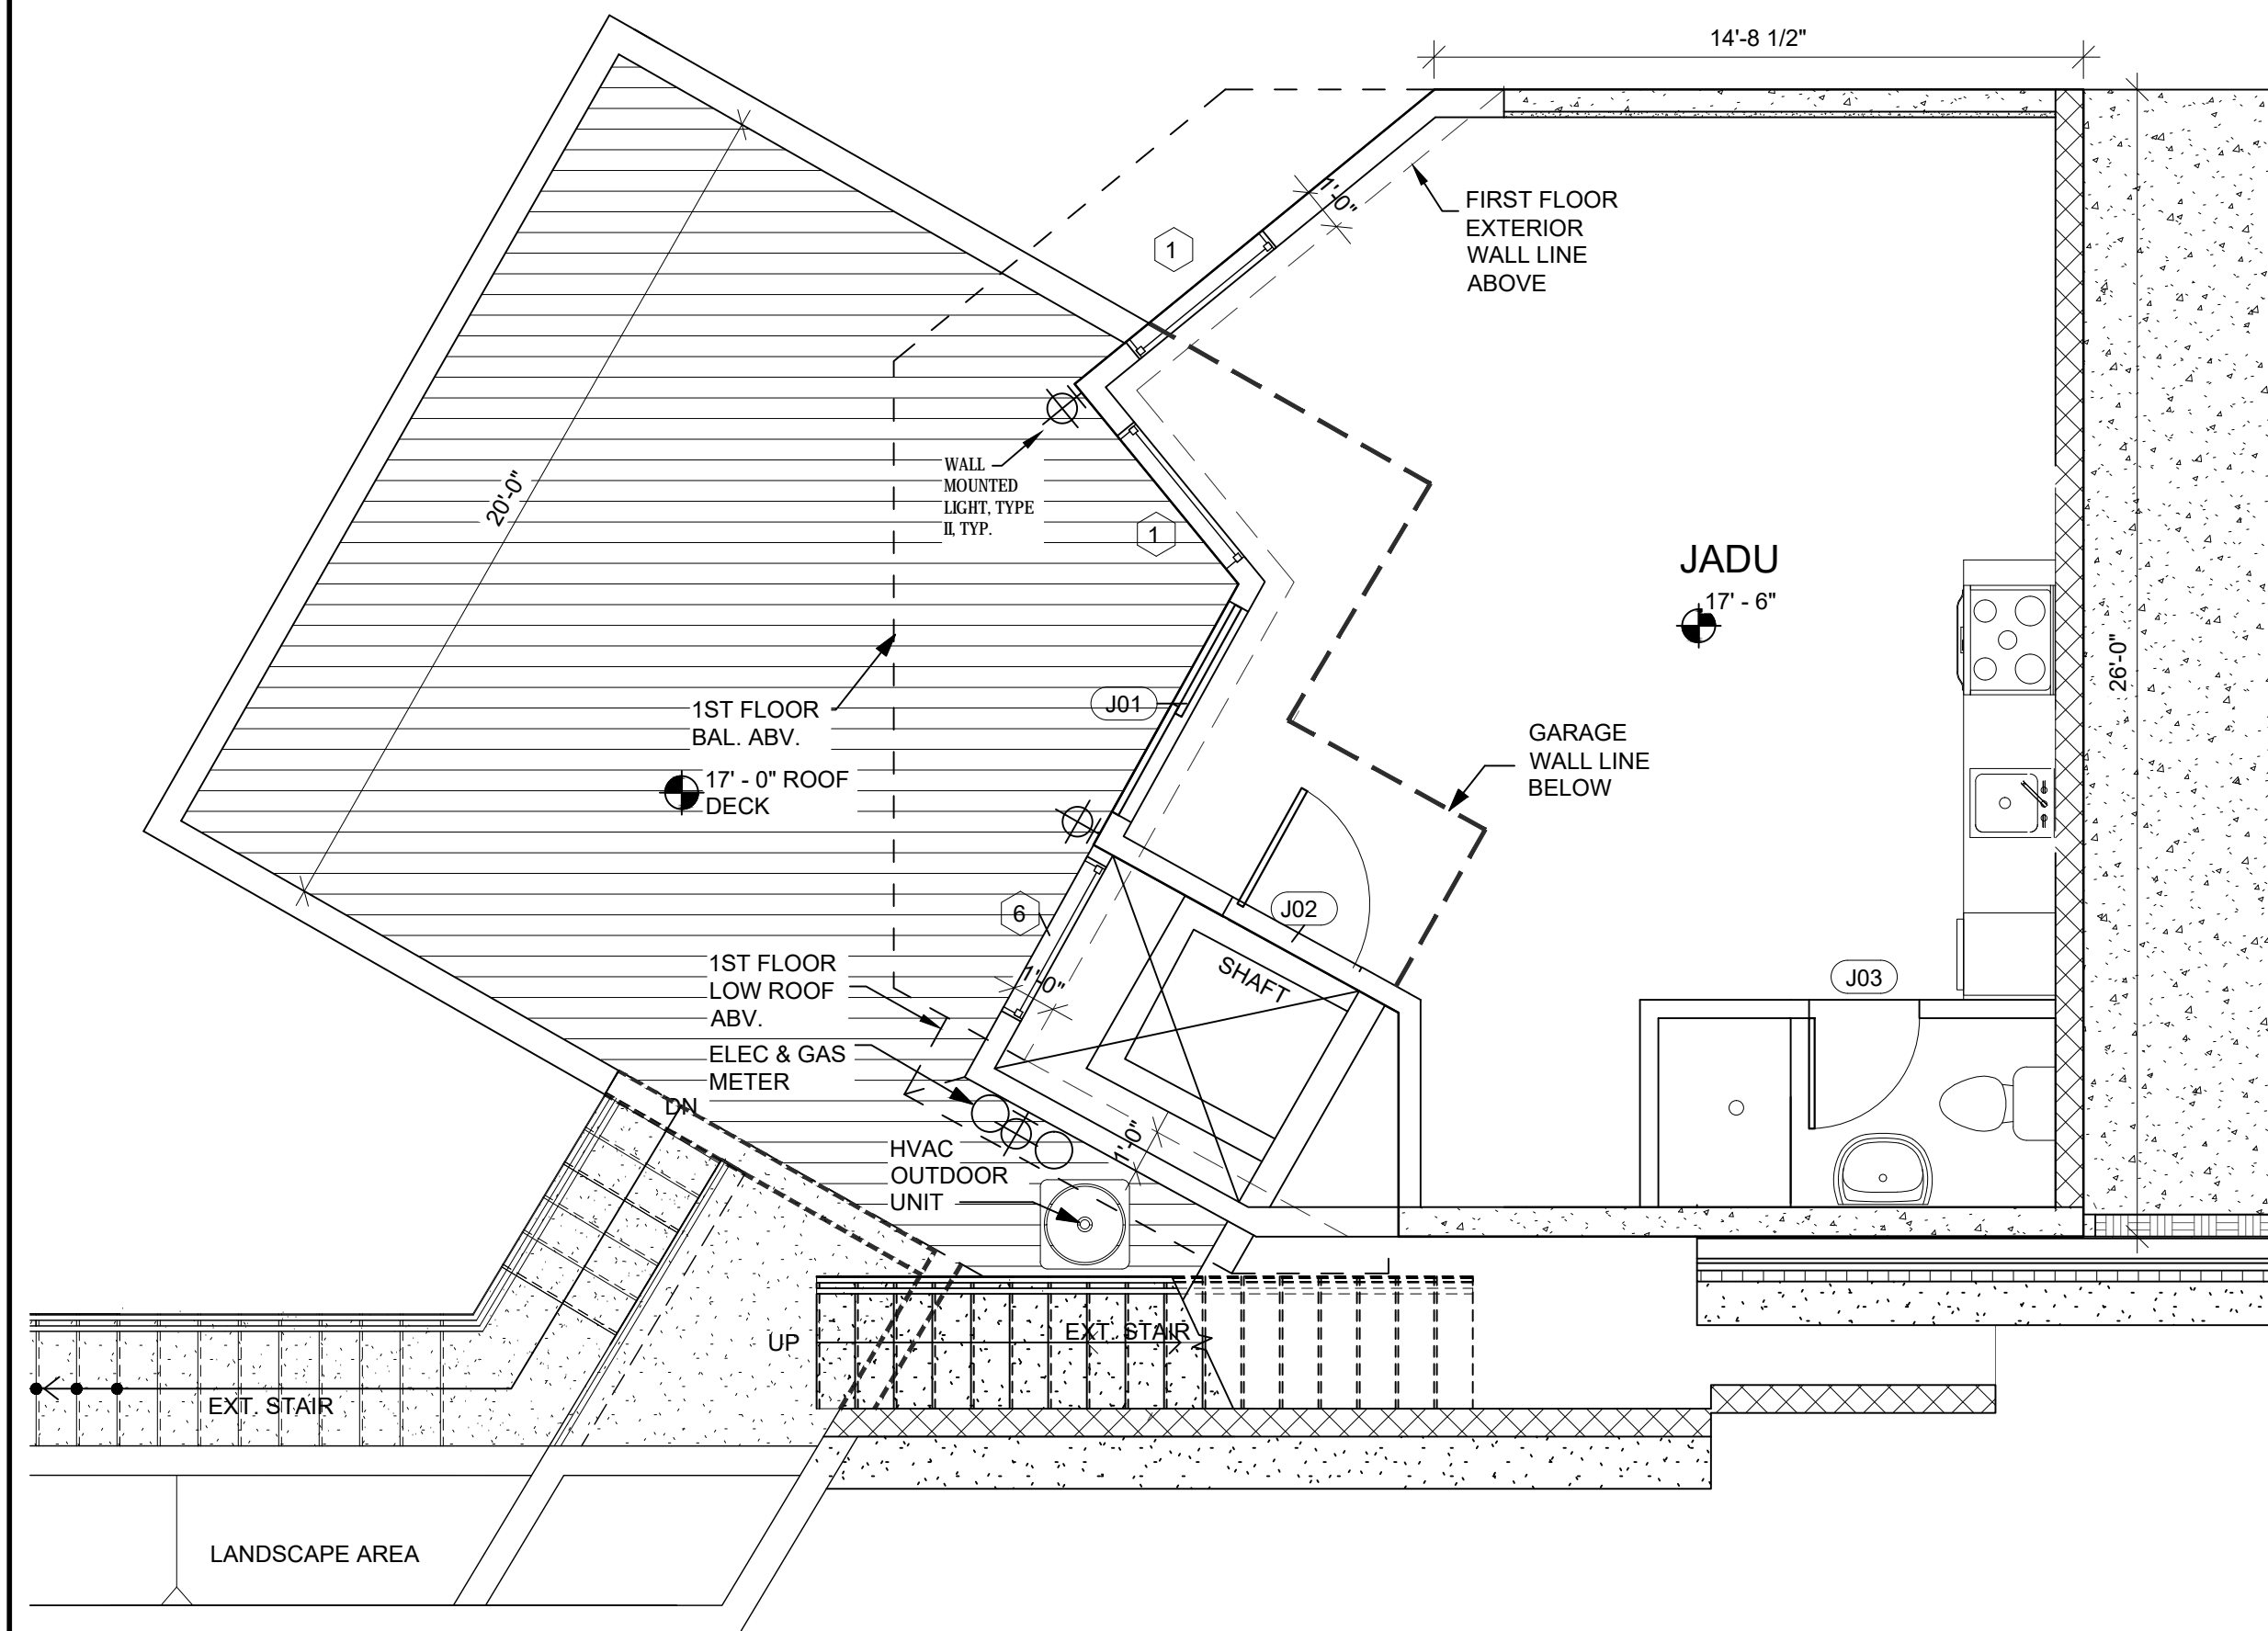 14'-8 1/2"
1'-0"
FIRST FLOOR
EXTERIOR
WALL LINE
ABOVE
1
20'-0"
WALL
MOUNTED
LIGHT, TYPE
II, TYP.
1
JADU
17' - 6"
26'-0"
J01
1ST FLOOR
BAL. ABV.
17' - 0" ROOF
DECK
GARAGE
WALL LINE
BELOW
6
J02
SHAFT
J03
1ST FLOOR
LOW ROOF
ABV.
1'-0"
ELEC & GAS
METER
DN
HVAC
OUTDOOR
UNIT
1'-0"
UP
EXT. STAIR
EXT. STAIR
LANDSCAPE AREA